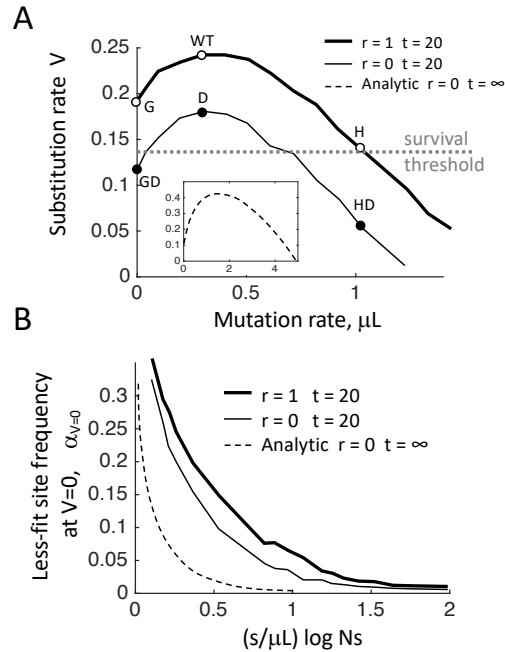 A
Substitution rate V
0.25
0.2
0.15
0.1
0.05
0
WT
G
D
H
GD
HD
r = 1 t = 20
r = 0 t = 20
Analytic r = 0 t = ∞
survival
threshold
0.4
0.3
0.2
0.1
0
0 2 4
0 0.5 1
Mutation rate, μL
B
Less-fit site frequency
at V=0, α_V=0
0.3
0.25
0.2
0.15
0.1
0.05
0
r = 1 t = 20
r = 0 t = 20
Analytic r = 0 t = ∞
0 0.5 1 1.5 2
(s/μL) log Ns